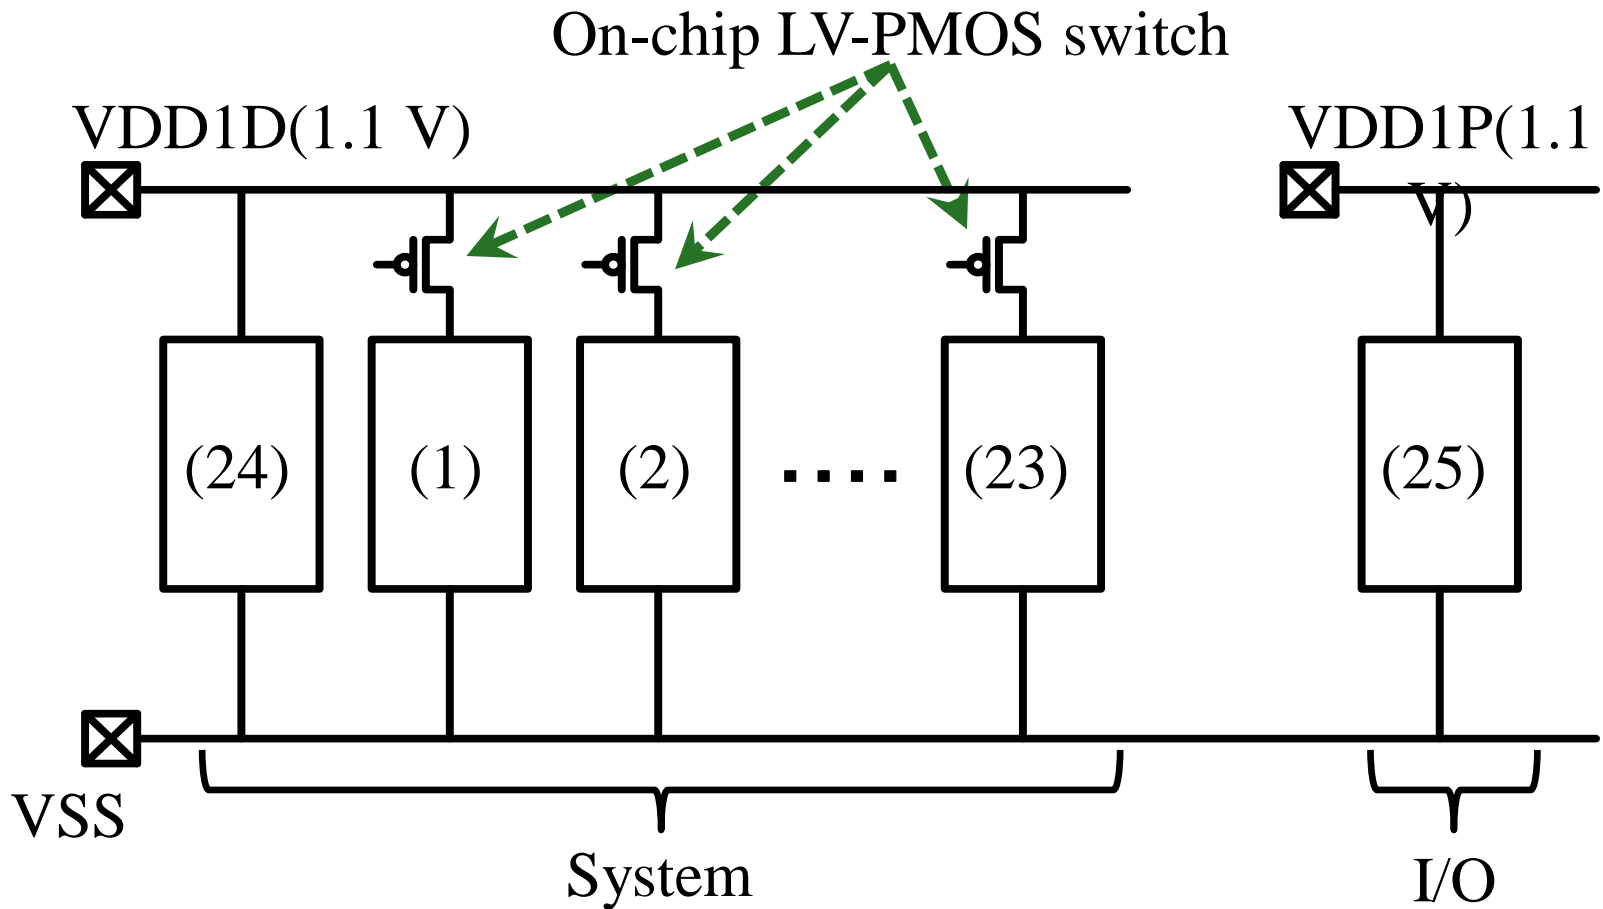 On-chip LV-PMOS switch
VDD1D(1.1 V)
VDD1P(1.1
V)
(24)
(1)
(2)
....
(23)
(25)
VSS
System
I/O